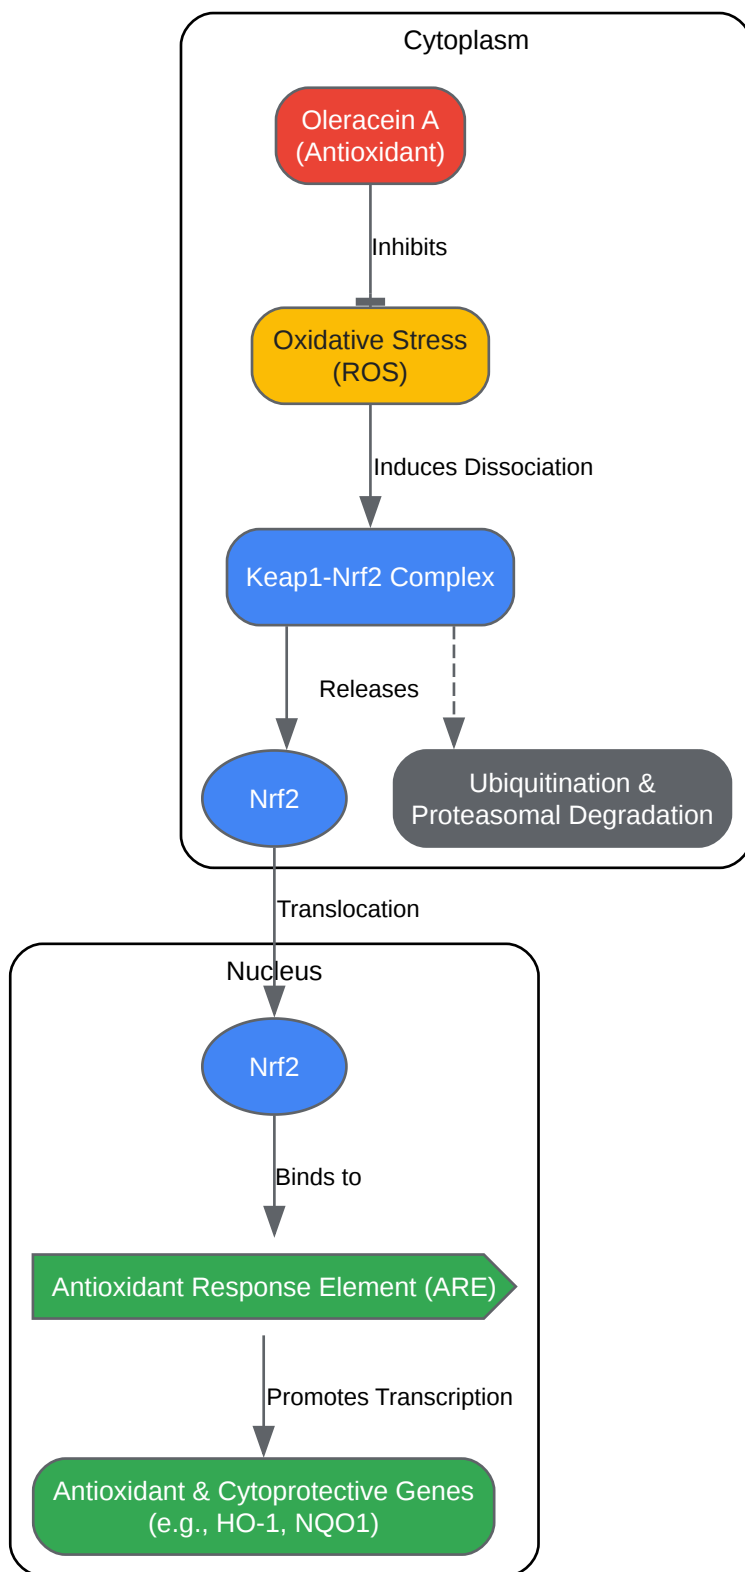 Cytoplasm
Oleracein A
(Antioxidant)
Inhibits
Oxidative Stress
(ROS)
Induces Dissociation
Keap1-Nrf2 Complex
Releases
Nrf2
Ubiquitination &
Proteasomal Degradation
Translocation
Nucleus
Nrf2
Binds to
Antioxidant Response Element (ARE)
Promotes Transcription
Antioxidant & Cytoprotective Genes
(e.g., HO-1, NQO1)